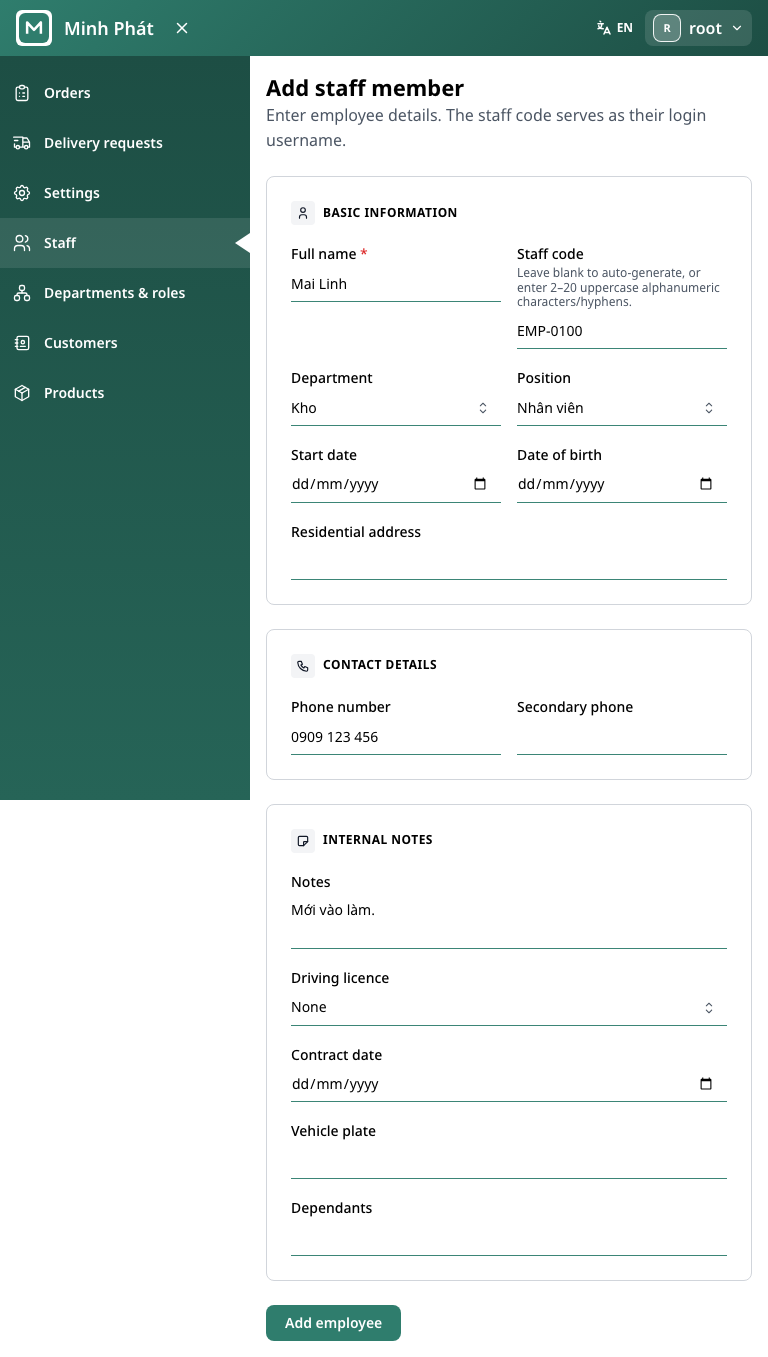 Minh Phát
EN
R
root
Orders
Delivery requests
Settings
Staff
Departments & roles
Customers
Products
Add staff member
Enter employee details. The staff code serves as their login
username.
BASIC INFORMATION
Full name *
Mai Linh
Staff code
Leave blank to auto-generate, or
enter 2–20 uppercase alphanumeric
characters/hyphens.
EMP-0100
Department
Kho
Position
Nhân viên
Start date
dd/mm/yyyy
Date of birth
dd/mm/yyyy
Residential address
CONTACT DETAILS
Phone number
0909 123 456
Secondary phone
INTERNAL NOTES
Notes
Mới vào làm.
Driving licence
None
Contract date
dd/mm/yyyy
Vehicle plate
Dependants
Add employee